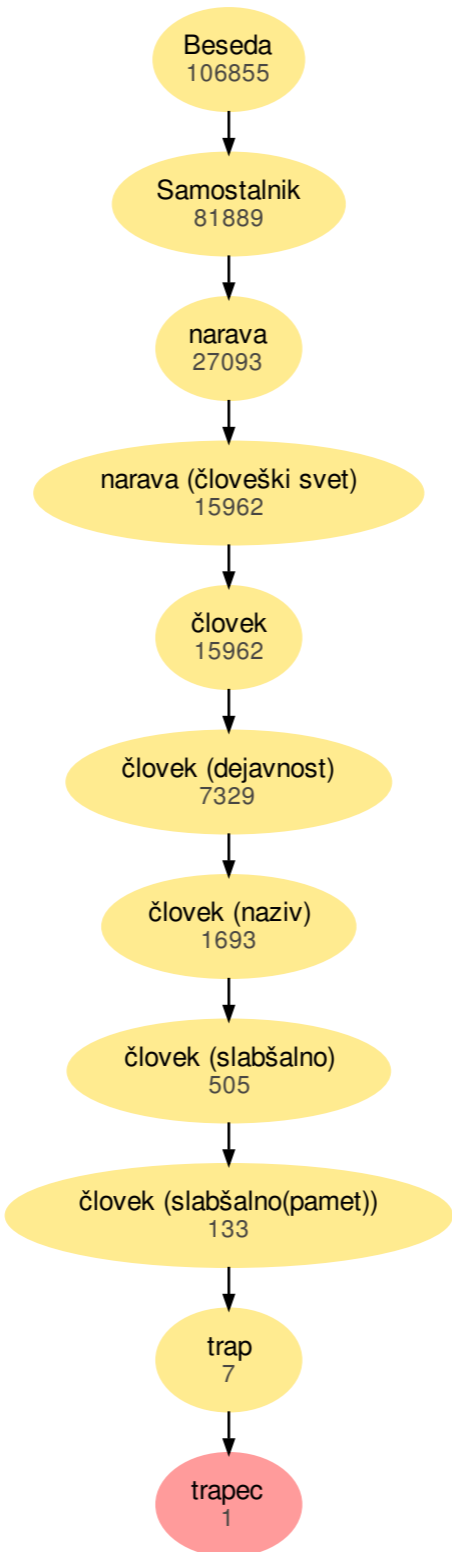 Beseda
106855
Samostalnik
81889
narava
27093
narava (človeški svet)
15962
človek
15962
človek (dejavnost)
7329
človek (naziv)
1693
človek (slabšalno)
505
človek (slabšalno(pamet))
133
trap
7
trapec
1